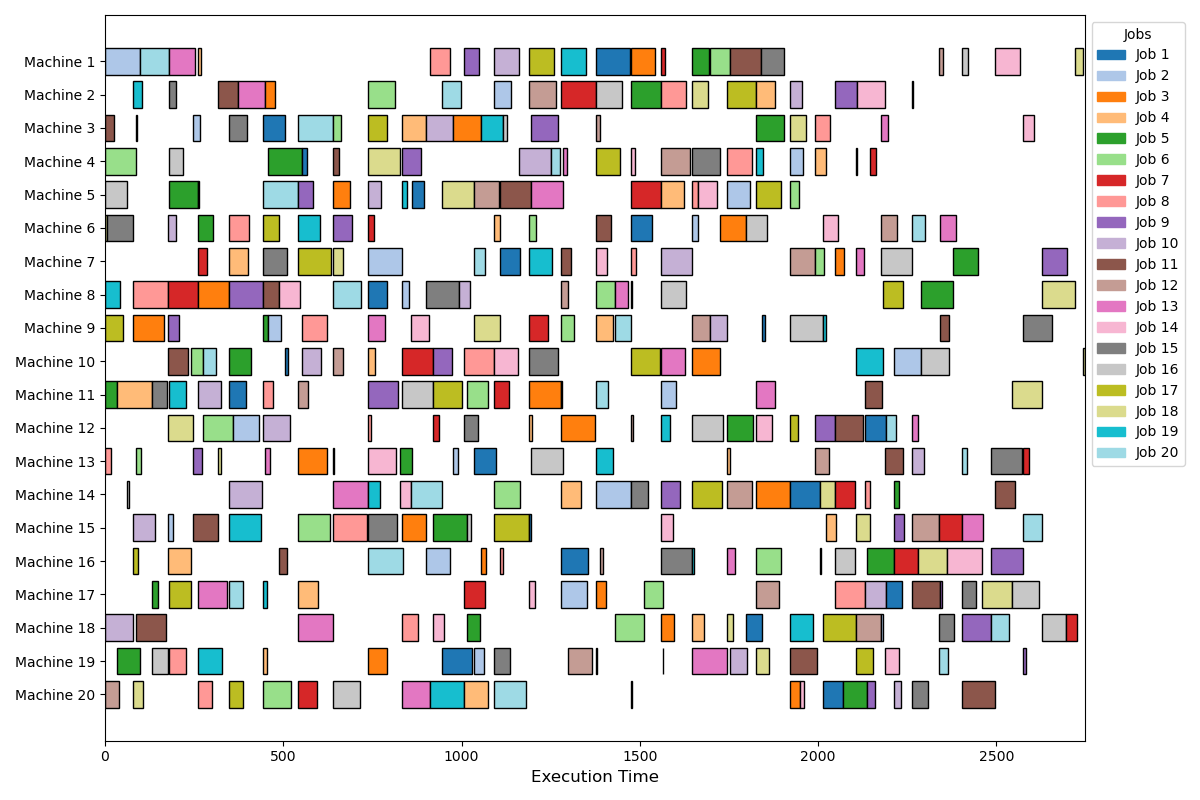 Machine 1
Machine 2
Machine 3
Machine 4
Machine 5
Machine 6
Machine 7
Machine 8
Machine 9
Machine 10
Machine 11
Machine 12
Machine 13
Machine 14
Machine 15
Machine 16
Machine 17
Machine 18
Machine 19
Machine 20
0
500
1000
1500
2000
2500
Execution Time
Jobs
Job 1
Job 2
Job 3
Job 4
Job 5
Job 6
Job 7
Job 8
Job 9
Job 10
Job 11
Job 12
Job 13
Job 14
Job 15
Job 16
Job 17
Job 18
Job 19
Job 20